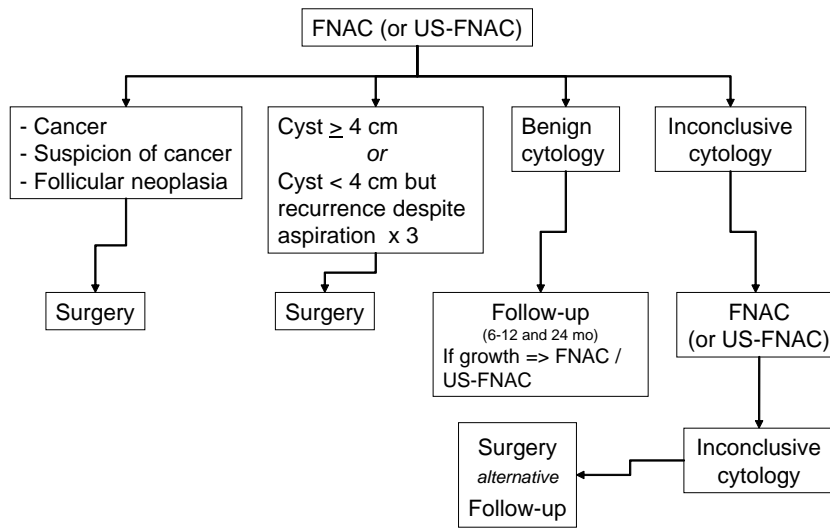 FNAC (or US-FNAC)
- Cancer
- Suspicion of cancer
- Follicular neoplasia
Cyst ≥ 4 cm
or
Cyst < 4 cm but
recurrence despite
aspiration x 3
Benign
cytology
Inconclusive
cytology
Surgery
Surgery
Follow-up
(6-12 and 24 mo)
If growth => FNAC /
US-FNAC
FNAC
(or US-FNAC)
Surgery
alternative
Follow-up
Inconclusive
cytology